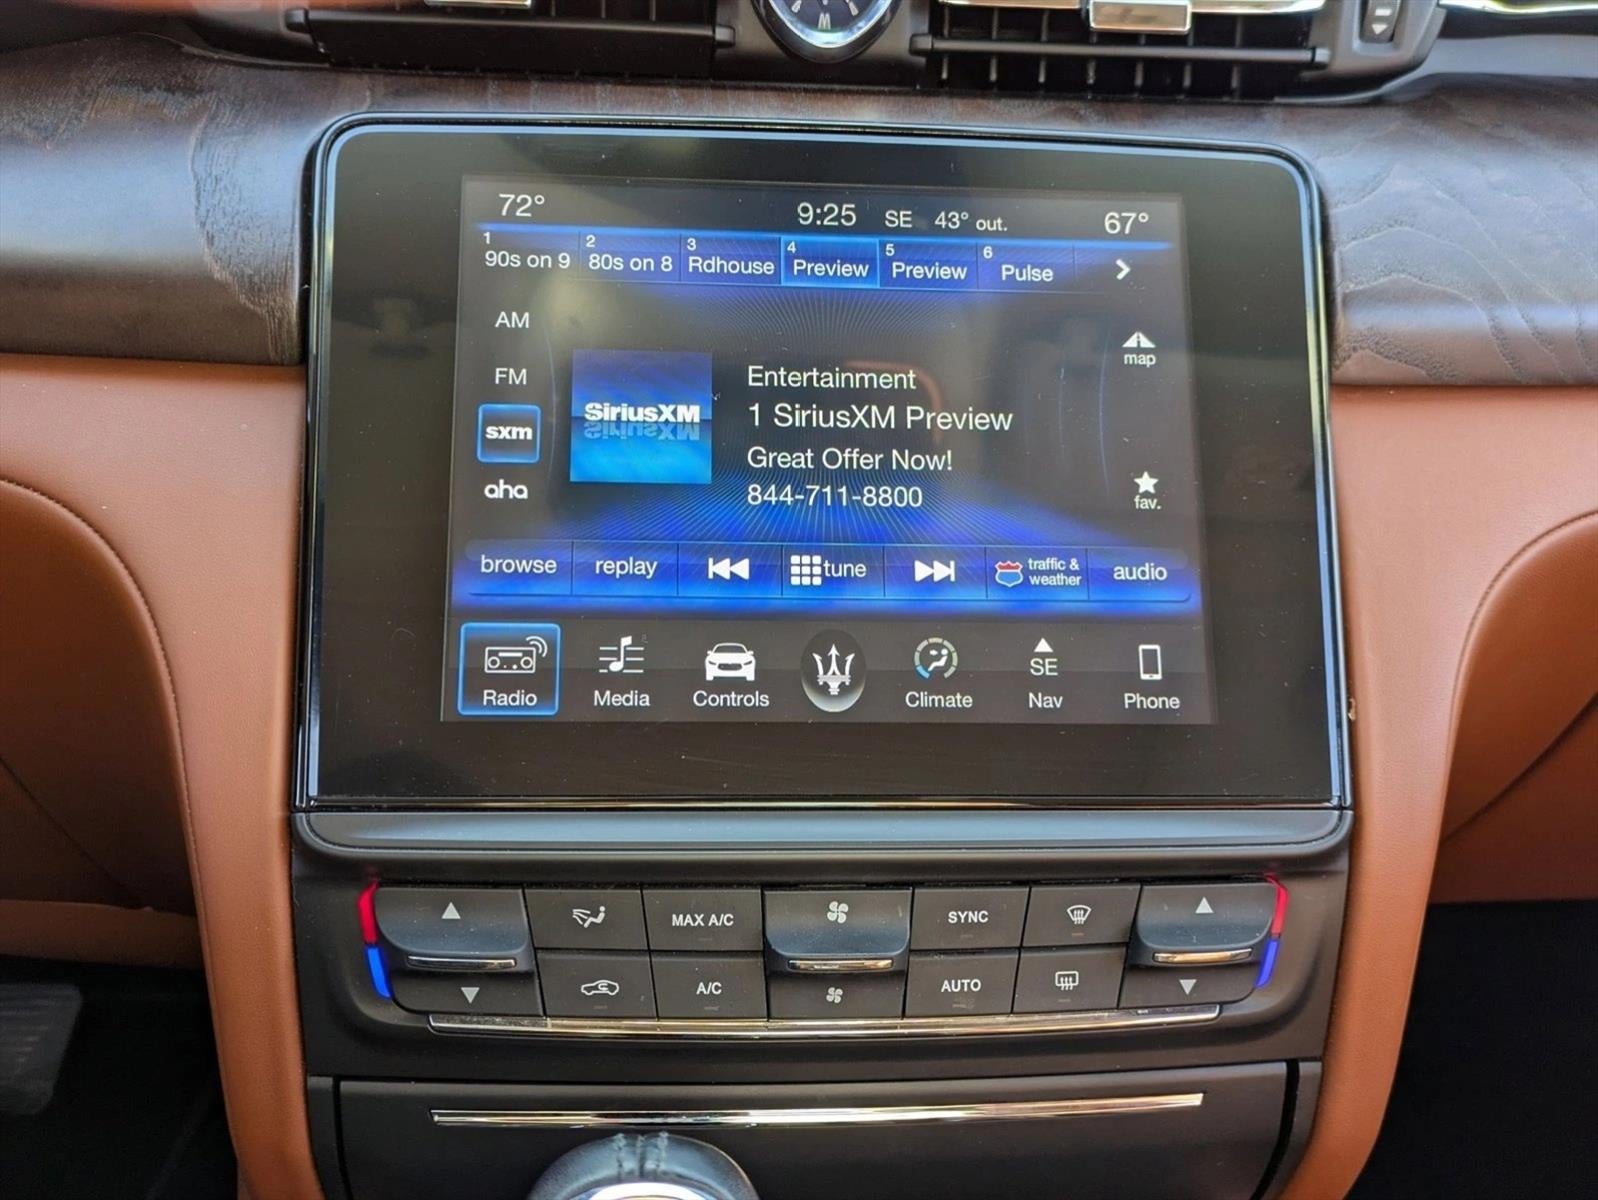 W
72° 9:25 SE 43° out. 67°
1 90s on 9
2 80s on 8
3 Rdhouse
4 Preview
5 Preview
6 Pulse
AM
FM
sxm
aha
SiriusXM
Entertainment
1 SiriusXM Preview
Great Offer Now!
844-711-8800
map
fav.
browse
replay
tune
traffic &
weather
audio
Radio
Media
Controls
Climate
SE
Nav
Phone
MAX A/C
SYNC
A/C
AUTO